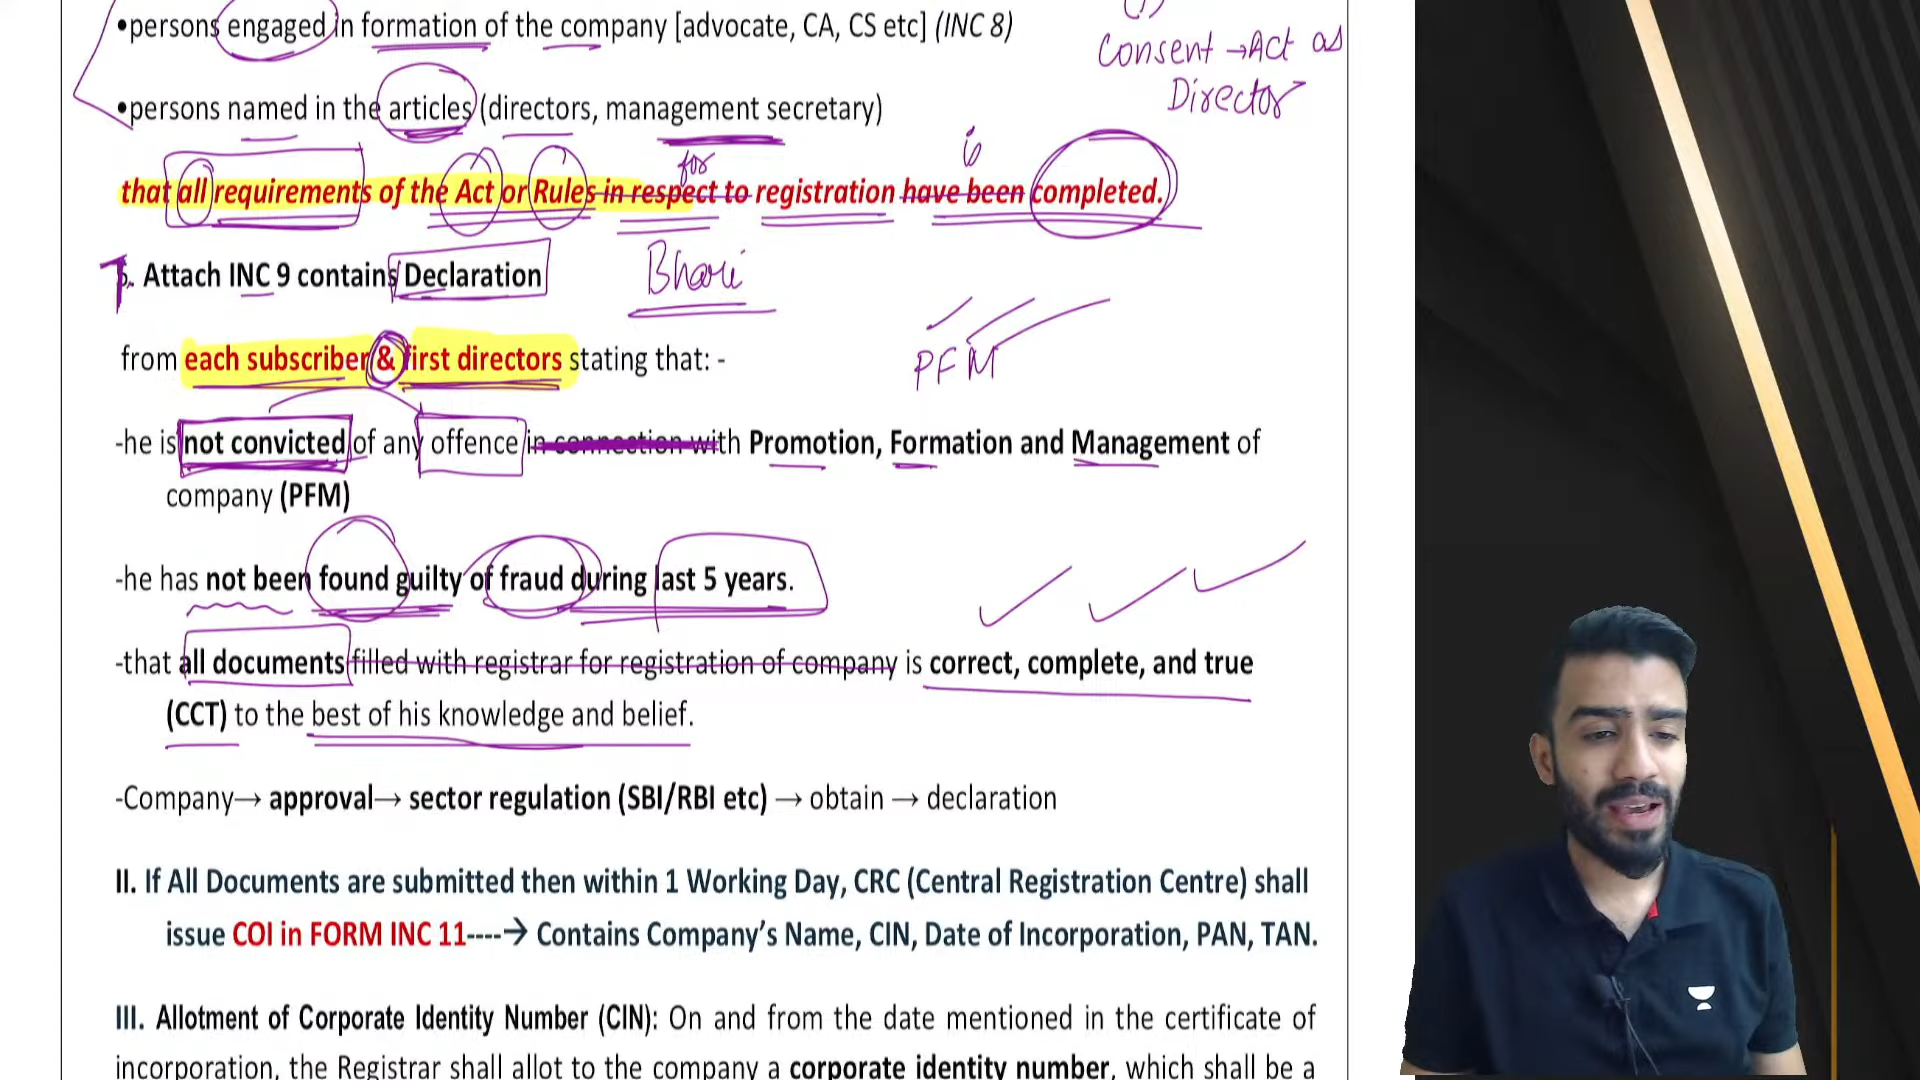 •persons engaged in formation of the company [advocate, CA, CS etc] (INC 8)
Consent →Act as
Director
•persons named in the articles (directors, management secretary)
for
is
that all requirements of the Act or Rules in respect to registration have been completed.
7. Attach INC 9 contains Declaration
from each subscriber & first directors stating that: -
PFM
-he is not convicted of any offence in connection with Promotion, Formation and Management of
company (PFM)
-he has not been found guilty of fraud during last 5 years.
-that all documents filled with registrar for registration of company is correct, complete, and true
(CCT) to the best of his knowledge and belief.
-Company→ approval→ sector regulation (SBI/RBI etc) → obtain → declaration
II. If All Documents are submitted then within 1 Working Day, CRC (Central Registration Centre) shall
issue COI in FORM INC 11----→ Contains Company's Name, CIN, Date of Incorporation, PAN, TAN.
III. Allotment of Corporate Identity Number (CIN): On and from the date mentioned in the certificate of
incorporation, the Registrar shall allot to the company a corporate identity number, which shall be a